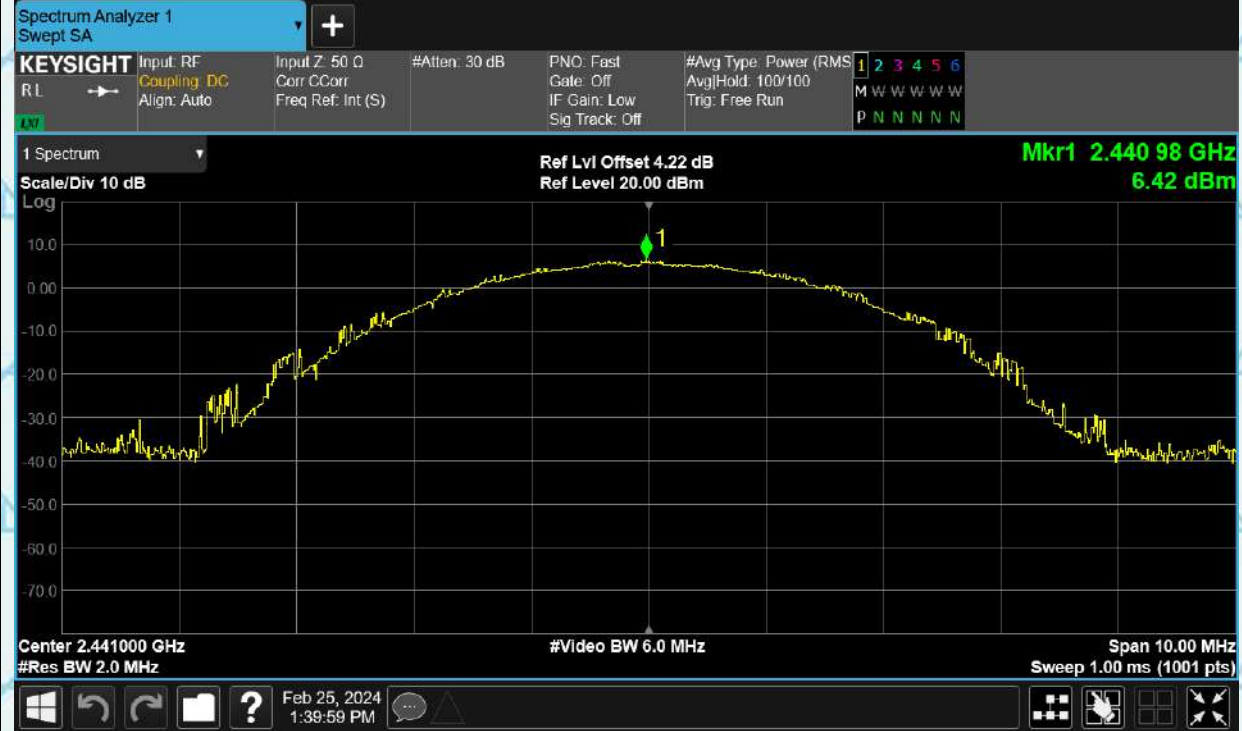 Spectrum Analyzer 1
Swept SA
+
KEYSIGHT
RL
LXI
Input: RF
Coupling: DC
Align: Auto
Input Z: 50 Ω
Corr CCorr
Freq Ref: Int (S)
#Atten: 30 dB
PNO: Fast
Gate: Off
IF Gain: Low
Sig Track: Off
#Avg Type: Power (RMS
Avg|Hold: 100/100
Trig: Free Run
1 2 3 4 5 6
M W W W W W
P N N N N N
1 Spectrum
Scale/Div 10 dB
Log
Ref Lvl Offset 4.22 dB
Ref Level 20.00 dBm
Mkr1 2.440 98 GHz
6.42 dBm
1
10.0
0.00
-10.0
-20.0
-30.0
-40.0
-50.0
-60.0
-70.0
Center 2.441000 GHz
#Res BW 2.0 MHz
#Video BW 6.0 MHz
Span 10.00 MHz
Sweep 1.00 ms (1001 pts)
?
Feb 25, 2024
1:39:59 PM